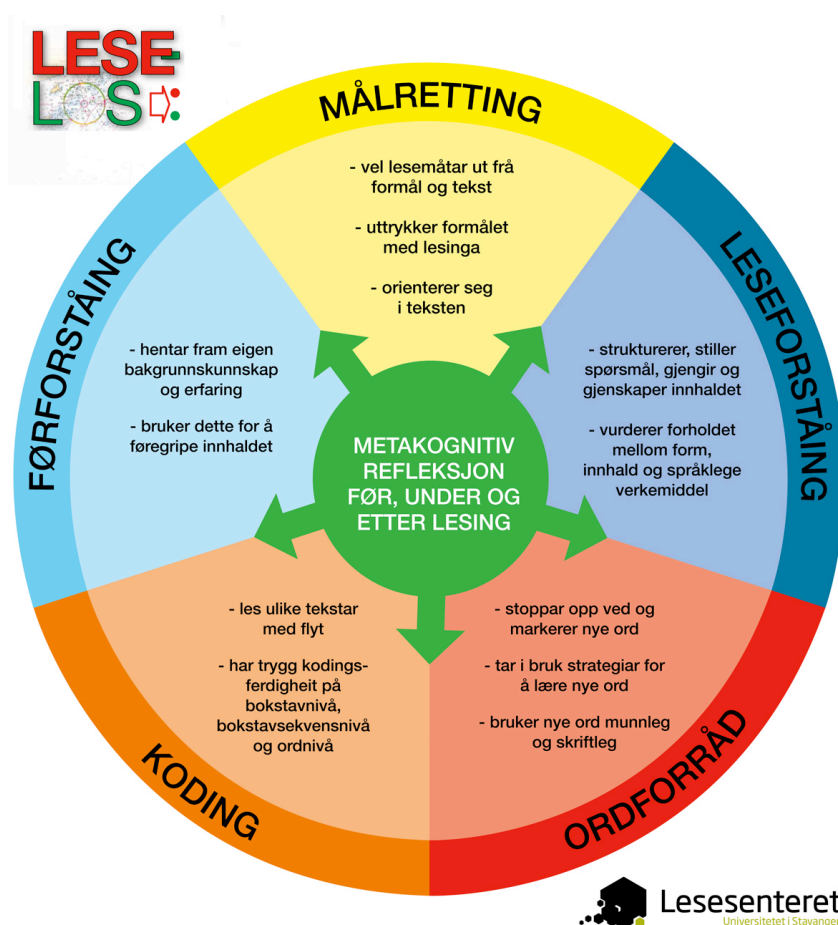 LESE-
LOS
MÅLRETTING
- vel lesemåtar ut frå
formål og tekst
- uttrykker formålet
med lesinga
- orienterer seg
i teksten
FØRFORSTÅING
- hentar fram eigen
bakgrunnskunnskap
og erfaring
- bruker dette for å
føregripe innhaldet
LESEFORSTÅING
- strukturerer, stiller
spørsmål, gjengir og
gjenskaper innhaldet
- vurderer forholdet
mellom form,
innhald og språklege
verkemiddel
METAKOGNITIV
REFLEKSJON
FØR, UNDER OG
ETTER LESING
- les ulike tekstar
med flyt
- har trygg kodings-
ferdigheit på
bokstavnivå,
bokstavsekvensnivå
og ordnivå
KODING
- stoppar opp ved og
markerer nye ord
- tar i bruk strategiar for
å lære nye ord
- bruker nye ord munnleg
og skriftleg
ORDFORRÅD
Lesesenteret
Universitetet i Stavanger